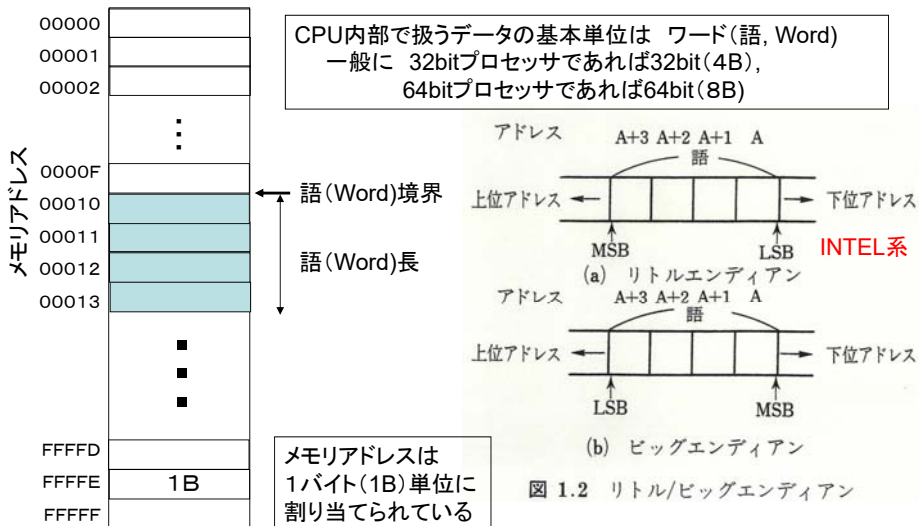 CPU内部で扱うデータの基本単位は ワード(語, Word)
一般に 32bitプロセッサであれば32bit(4B),
64bitプロセッサであれば64bit(8B)
メモリアドレス
00000
00001
00002
0000F
00010
00011
00012
00013
FFFFD
FFFFE
1B
FFFFF
語(Word)境界
語(Word)長
メモリアドレスは
1バイト(1B)単位に
割り当てられている
アドレス
A+3 A+2 A+1 A
語
上位アドレス
下位アドレス
MSB
LSB
INTEL系
(a) リトルエンディアン
アドレス
A+3 A+2 A+1 A
語
上位アドレス
下位アドレス
LSB
MSB
(b) ビッグエンディアン
図 1.2 リトル/ビッグエンディアン